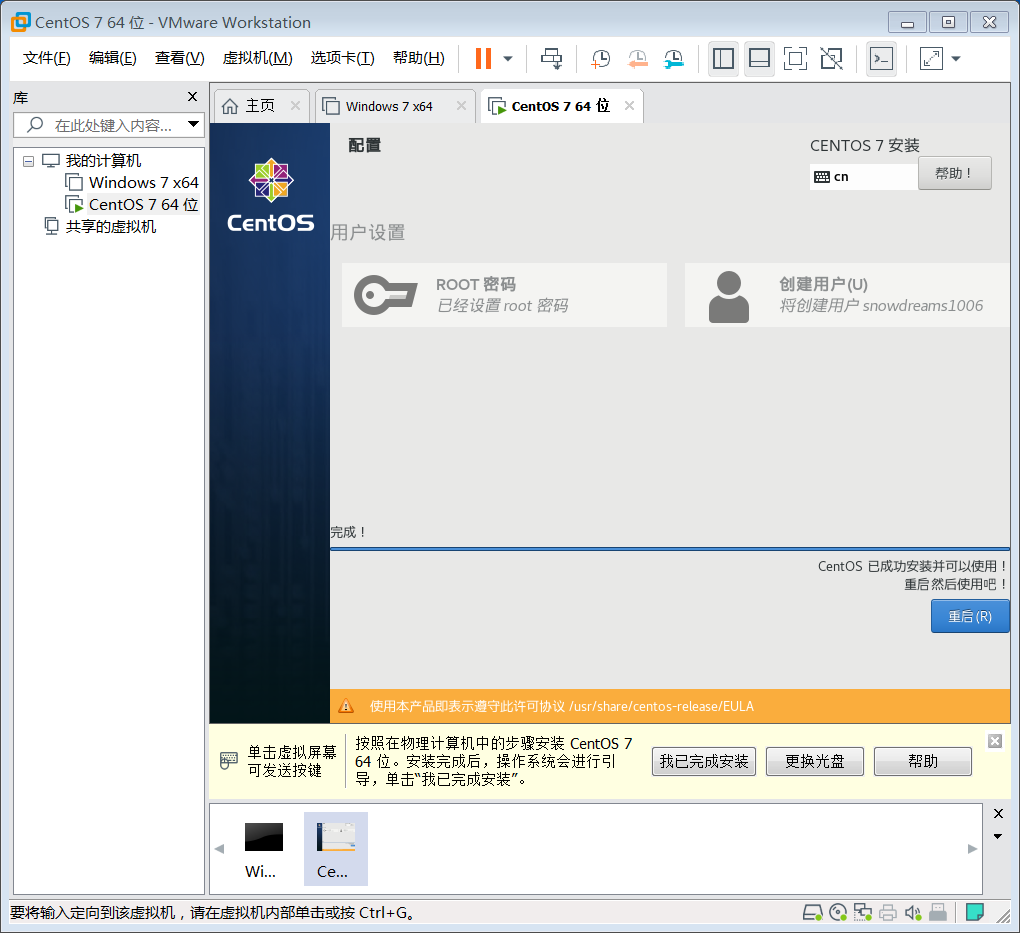 CentOS 7 64 位 - VMware Workstation
文件(F) 编辑(E) 查看(V) 虚拟机(M) 选项卡(T) 帮助(H)
库
在此处键入内容...
我的计算机
Windows 7 x64
CentOS 7 64 位
共享的虚拟机
主页
Windows 7 x64
CentOS 7 64 位
CentOS
配置
CENTOS 7 安装
cn
帮助！
用户设置
ROOT 密码
已经设置 root 密码
创建用户(U)
将创建用户 snowdreams1006
完成！
CentOS 已成功安装并可以使用！
重启然后使用吧！
重启(R)
使用本产品即表示遵守此许可协议 /usr/share/centos-release/EULA
单击虚拟屏幕
可发送按键
按照在物理计算机中的步骤安装 CentOS 7
64 位。安装完成后，操作系统会进行引
导，单击“我已完成安装”。
我已完成安装
更换光盘
帮助
Wi...
Ce...
要将输入定向到该虚拟机，请在虚拟机内部单击或按 Ctrl+G。